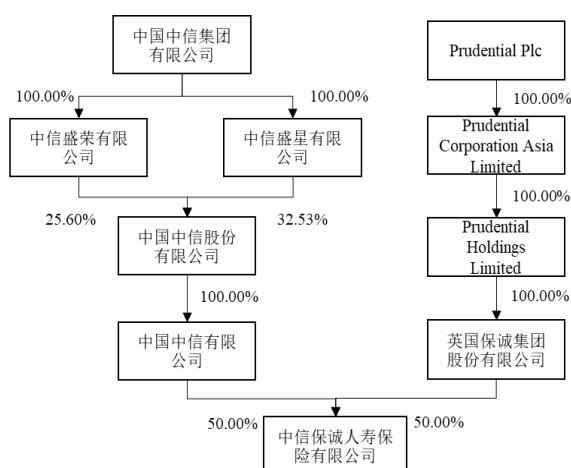 中国中信集团
有限公司
Prudential Plc
100.00%
100.00%
100.00%
中信盛荣有限
公司
中信盛星有限
公司
Prudential
Corporation Asia
Limited
25.60%
32.53%
100.00%
中国中信股份
有限公司
Prudential
Holdings
Limited
100.00%
100.00%
中国中信有限
公司
英国保诚集团
股份有限公司
50.00%
50.00%
中信保诚人寿保
险有限公司